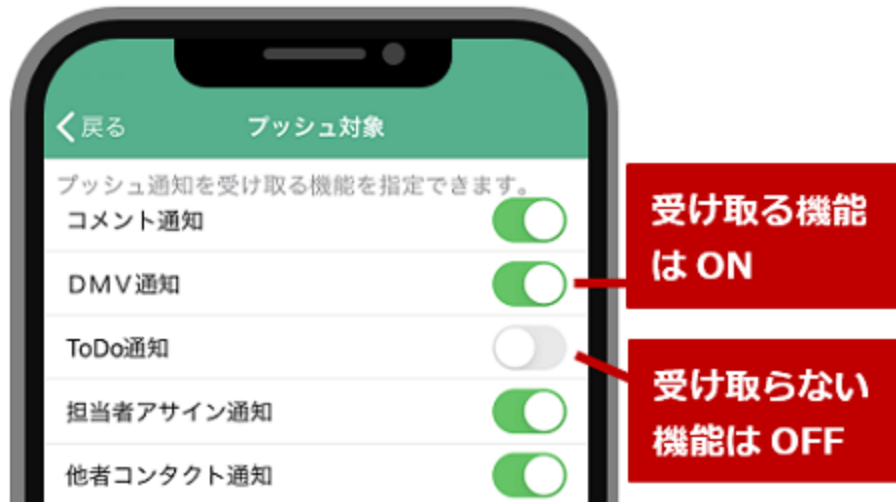 戻る
プッシュ対象
プッシュ通知を受け取る機能を指定できます。
コメント通知
ＤＭＶ通知
ToDo通知
担当者アサイン通知
他者コンタクト通知
受け取る機能
は ON
受け取らない
機能は OFF